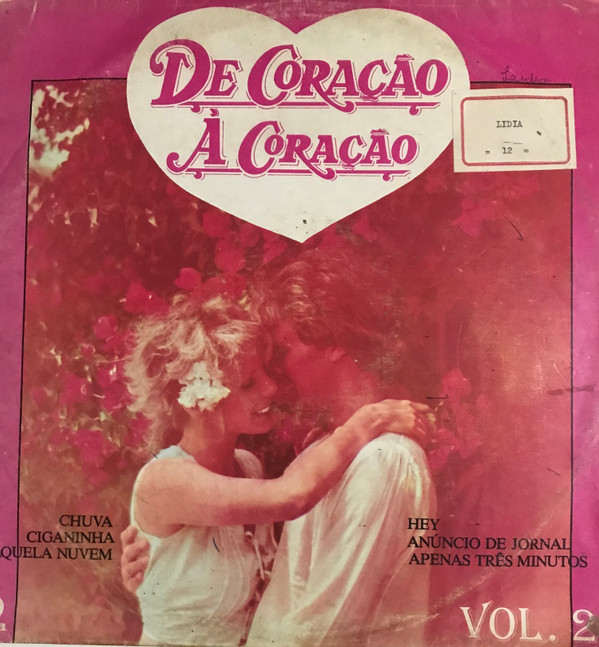 De Coração
À Coração
LIDIA
= 12 =
CHUVA
CIGANINHA
QUELA NUVEM
HEY
ANÚNCIO DE JORNAL
APENAS TRÊS MINUTOS
VOL. 2